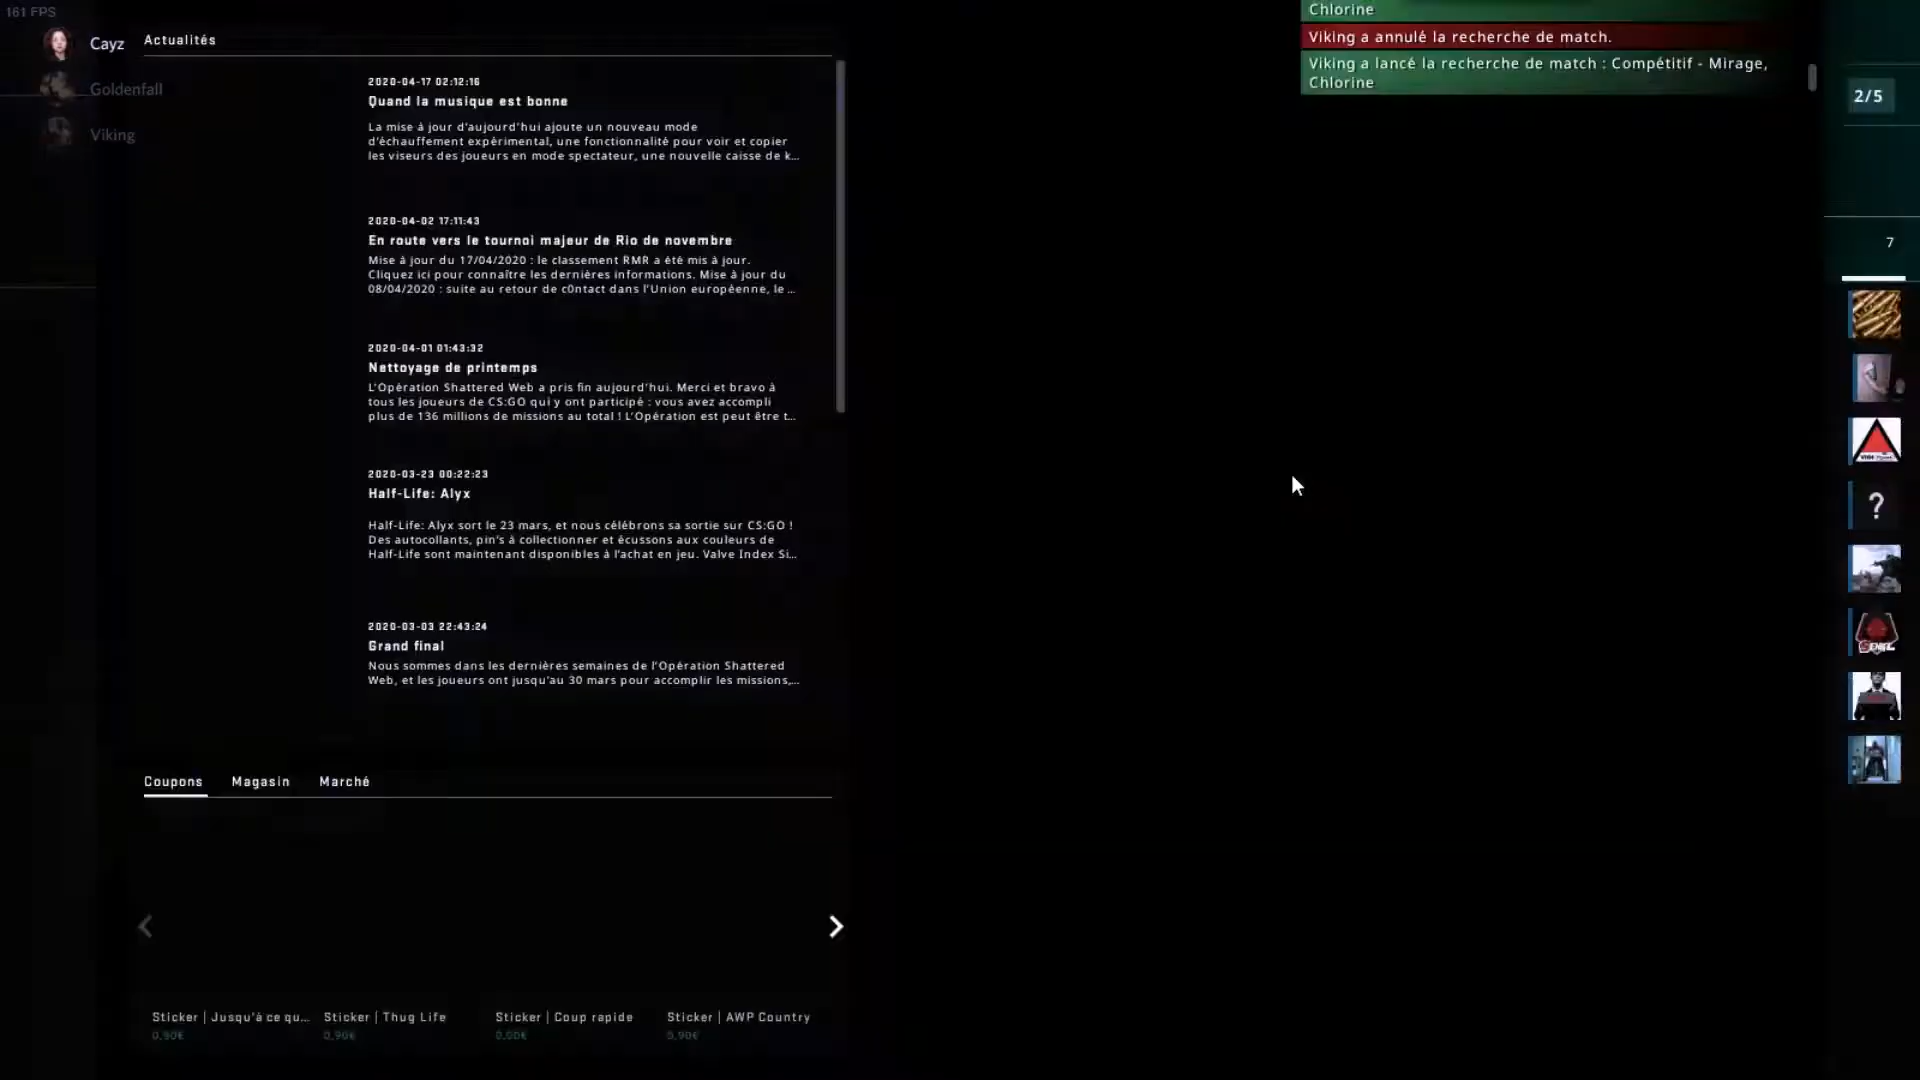 161 FPS
Cayz
Goldenfall
Viking
Actualités
2020-04-17 02:12:16
Quand la musique est bonne
La mise à jour d'aujourd'hui ajoute un nouveau mode
d'échauffement expérimental, une fonctionnalité pour voir et copier
les viseurs des joueurs en mode spectateur, une nouvelle caisse de k...
2020-04-02 17:11:43
En route vers le tournoi majeur de Rio de novembre
Mise à jour du 17/04/2020 : le classement RMR a été mis à jour.
Cliquez ici pour connaître les dernières informations. Mise à jour du
08/04/2020 : suite au retour de c0ntact dans l'Union européenne, le ...
2020-04-01 01:43:32
Nettoyage de printemps
L'Opération Shattered Web a pris fin aujourd'hui. Merci et bravo à
tous les joueurs de CS:GO qui y ont participé : vous avez accompli
plus de 136 millions de missions au total ! L'Opération est peut être t...
2020-03-23 00:22:23
Half-Life: Alyx
Half-Life: Alyx sort le 23 mars, et nous célébrons sa sortie sur CS:GO !
Des autocollants, pin's à collectionner et écussons aux couleurs de
Half-Life sont maintenant disponibles à l'achat en jeu. Valve Index Si...
2020-03-03 22:43:24
Grand final
Nous sommes dans les dernières semaines de l'Opération Shattered
Web, et les joueurs ont jusqu'au 30 mars pour accomplir les missions,...
Coupons Magasin Marché
Sticker | Jusqu'à ce qu... Sticker | Thug Life Sticker | Coup rapide Sticker | AWP Country
0,90€ 0,90€ 0,90€ 0,90€
Chlorine
Viking a annulé la recherche de match.
Viking a lancé la recherche de match : Compétitif - Mirage,
Chlorine
2/5
7
?